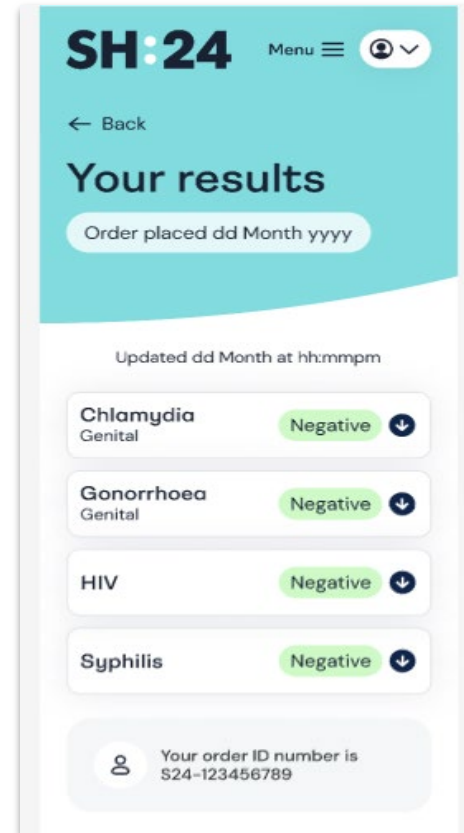 SH:24 Menu
← Back
Your results
Order placed dd Month yyyy
Updated dd Month at hh:mmpm
Chlamydia
Genital
Negative
Gonorrhoea
Genital
Negative
HIV Negative
Syphilis Negative
Your order ID number is
S24-123456789